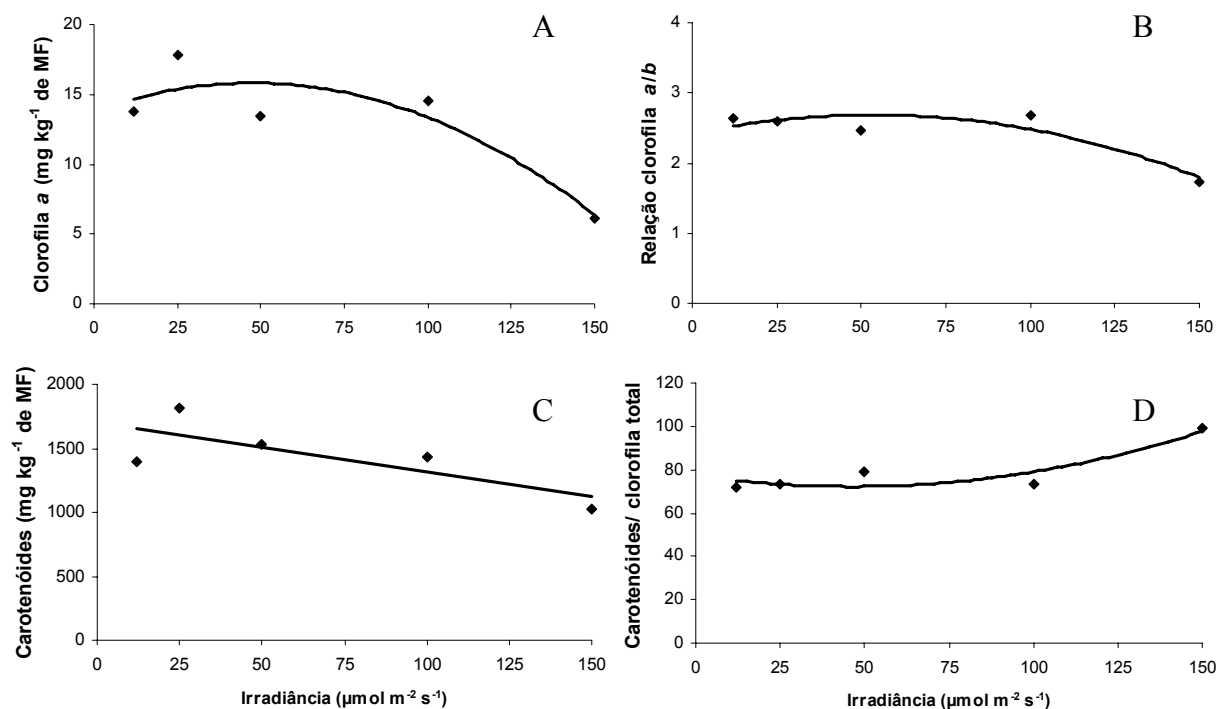 A
Clorofila a (mg kg⁻¹ de MF)
20
15
10
5
0
0 25 50 75 100 125 150
B
Relação clorofila a/b
4
3
2
1
0
0 25 50 75 100 125 150
C
Carotenóides (mg kg⁻¹ de MF)
2000
1500
1000
500
0
0 25 50 75 100 125 150
Irradiância (µmol m⁻² s⁻¹)
D
Carotenóides/ clorofila total
120
100
80
60
40
20
0
0 25 50 75 100 125 150
Irradiância (µmol m⁻² s⁻¹)